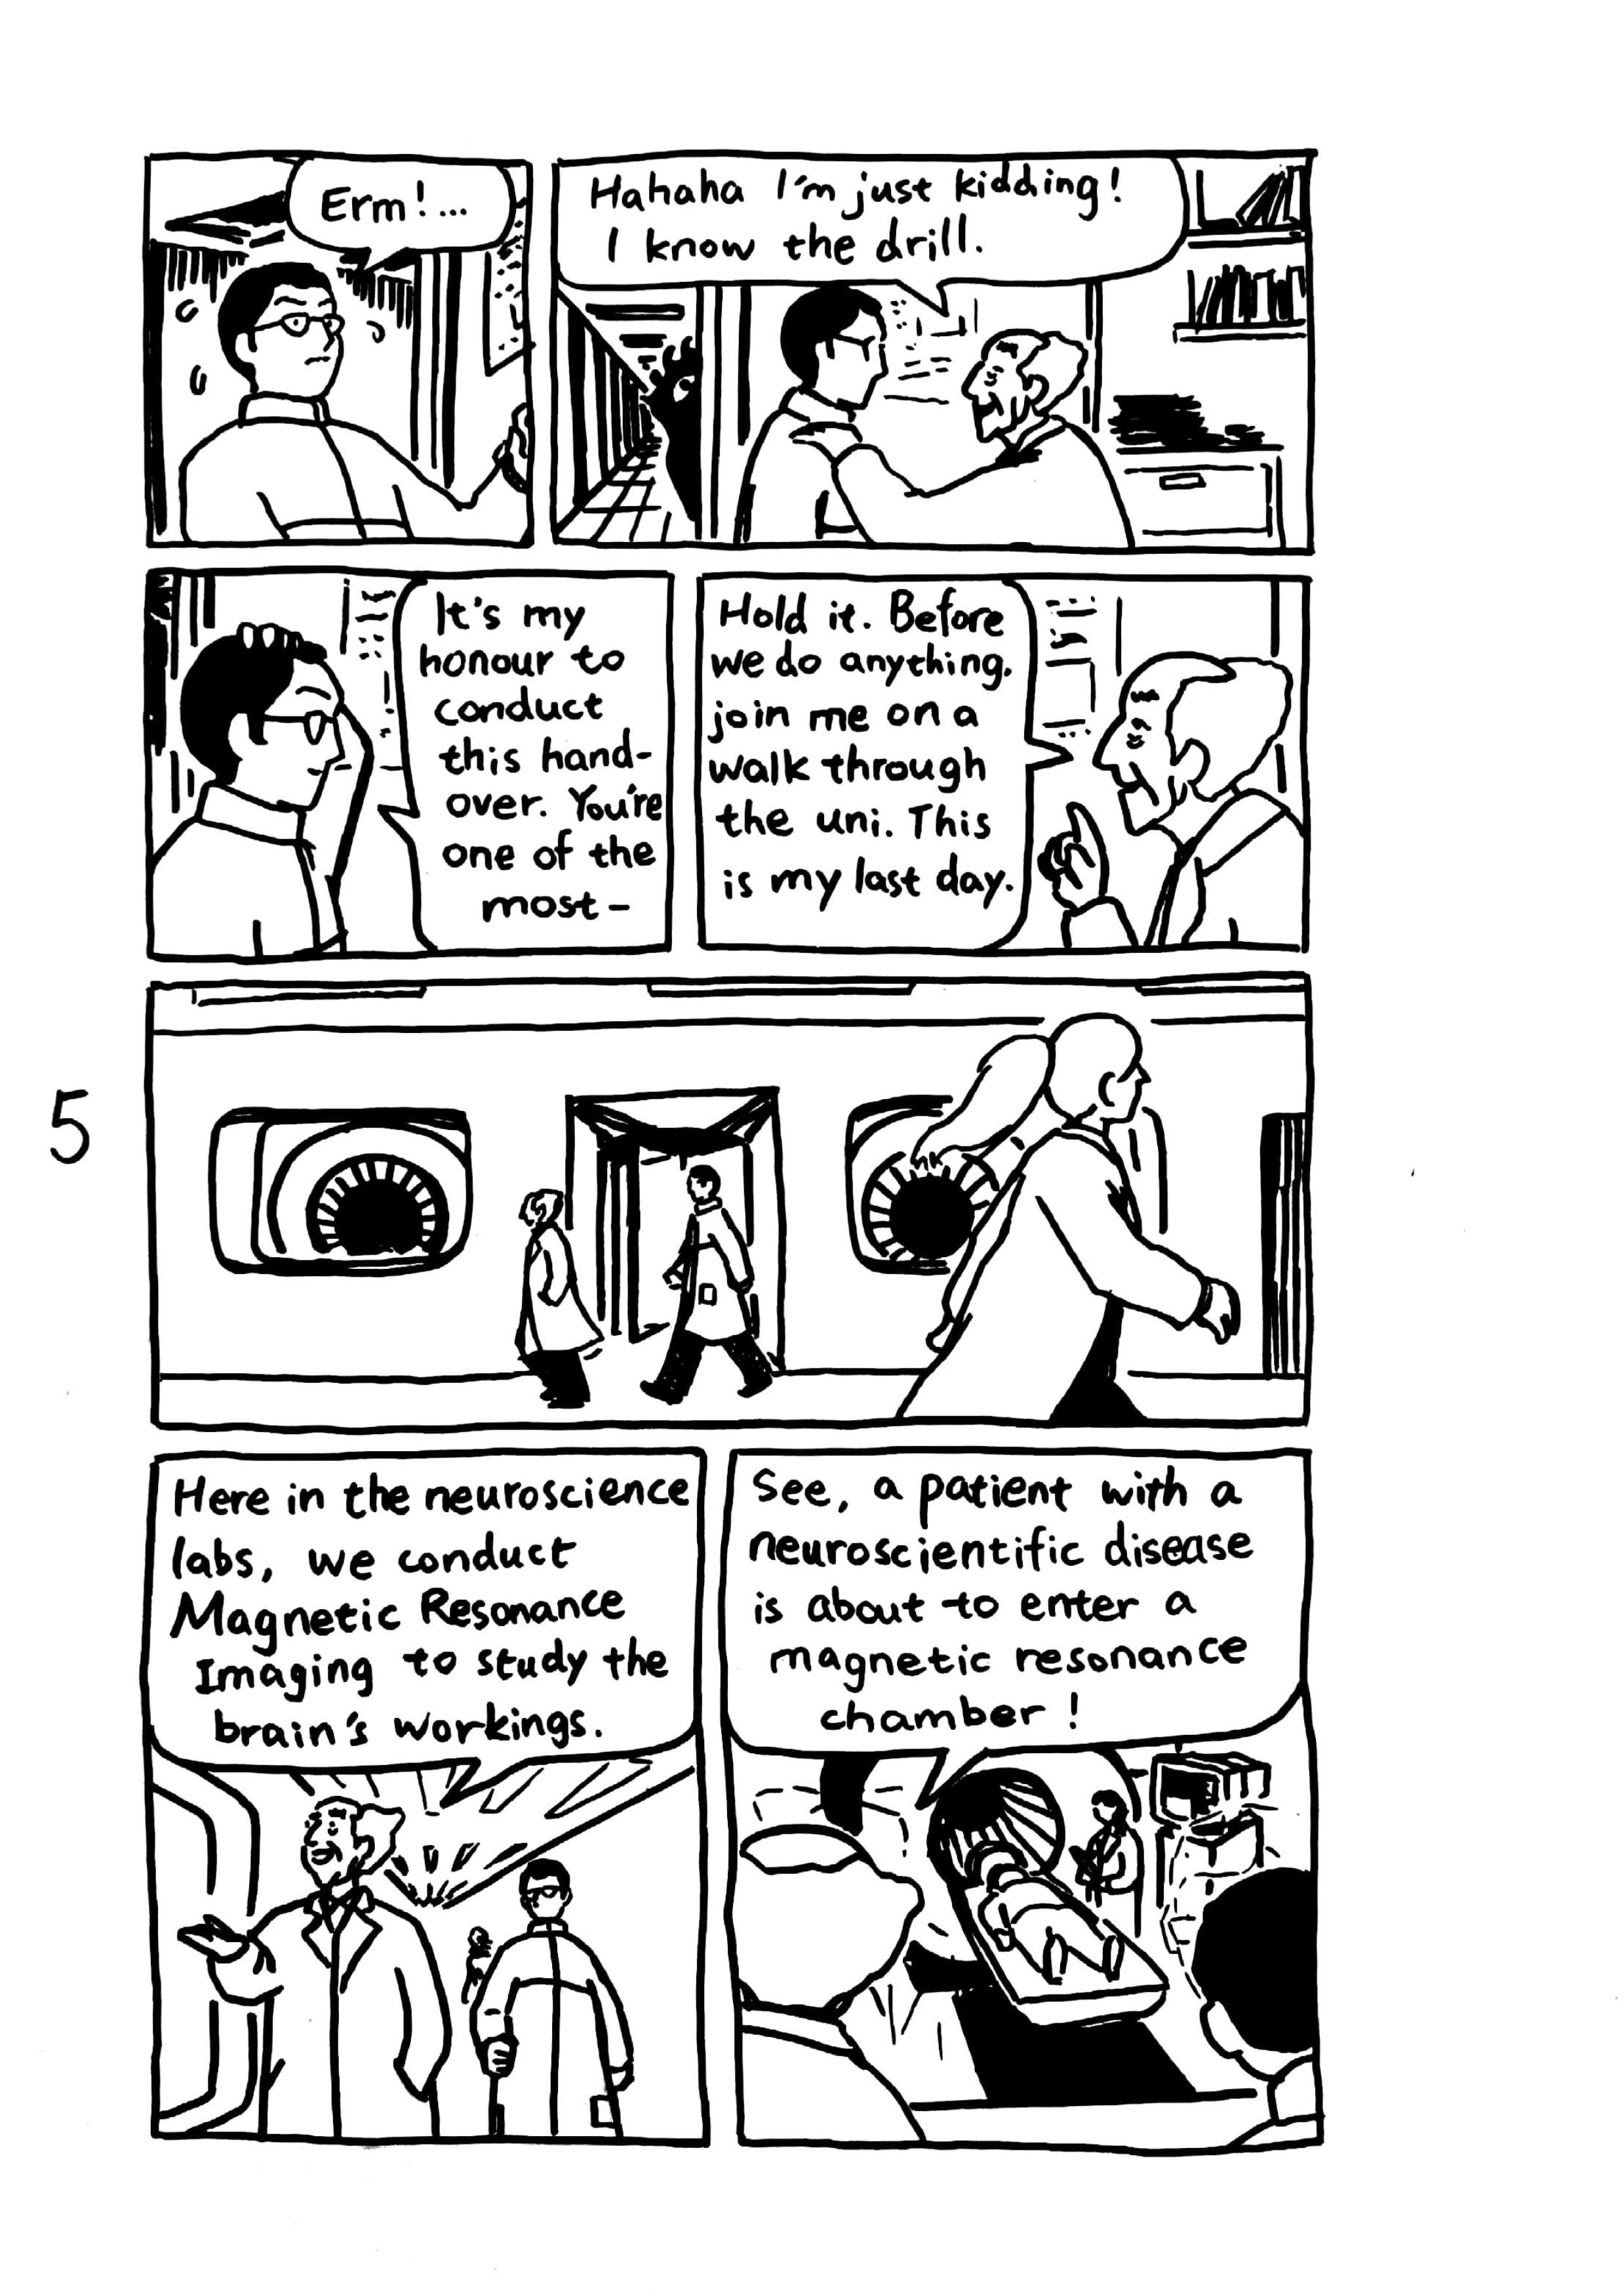 Erm!...
Hahaha I'm just kidding!
I know the drill.
It's my
honour to
conduct
this hand-
over. You're
one of the
most-
Hold it. Before
we do anything.
join me on a
walk through
the uni. This
is my last day.
5
Here in the neuroscience
labs, we conduct
Magnetic Resonance
Imaging to study the
brain's workings.
See, a patient with a
neuroscientific disease
is about to enter a
magnetic resonance
chamber!